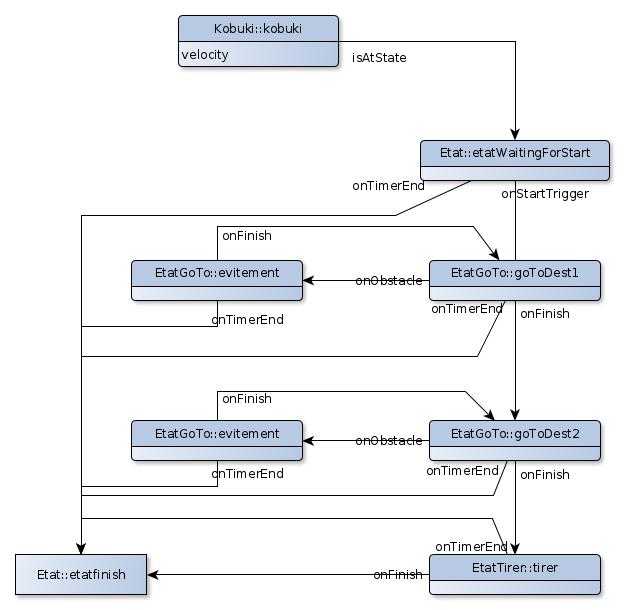 Kobuki::kobuki
velocity
isAtState
Etat::etatWaitingForStart
onTimerEnd
onStartTrigger
onFinish
EtatGoTo::evitement
onObstacle
EtatGoTo::goToDest1
onTimerEnd
onTimerEnd
onFinish
onFinish
EtatGoTo::evitement
onObstacle
EtatGoTo::goToDest2
onTimerEnd
onTimerEnd
onFinish
onTimerEnd
Etat::etatfinish
onFinish
EtatTirer::tirer